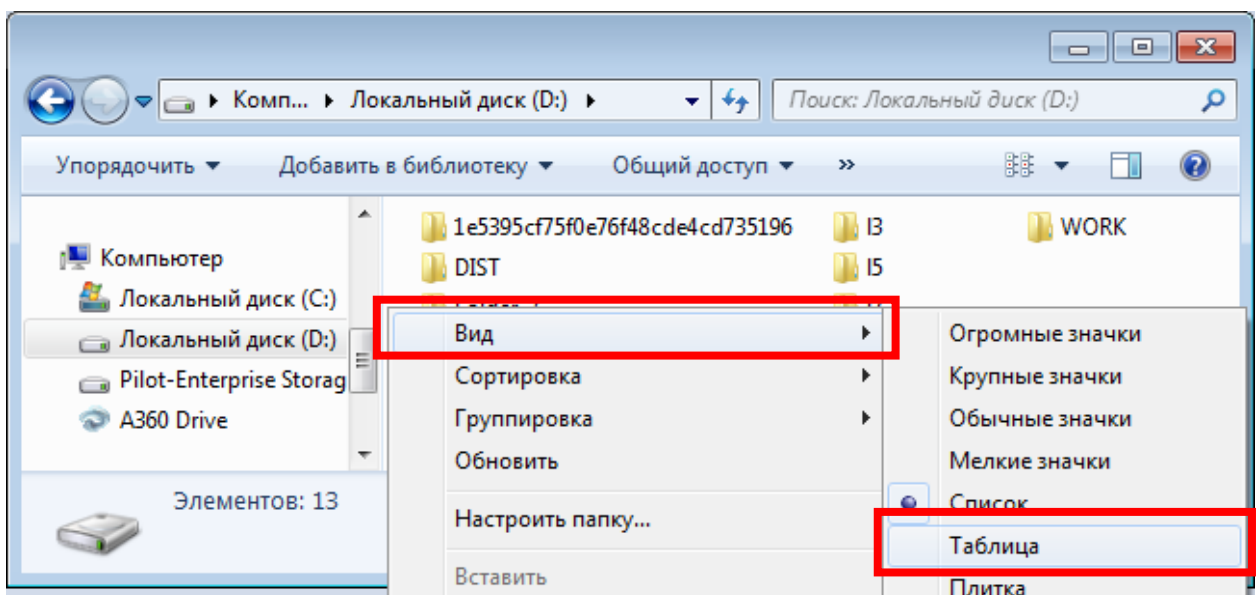 Комп... Локальный диск (D:) Поиск: Локальный диск (D:)
Упорядочить Добавить в библиотеку Общий доступ »
1e5395cf75f0e76f48cde4cd735196 I3 WORK
Компьютер DIST I5
Локальный диск (C:)
Вид Огромные значки
Локальный диск (D:)
Сортировка Крупные значки
Pilot-Enterprise Storag
Группировка Обычные значки
A360 Drive
Обновить Мелкие значки
Элементов: 13 Список
Настроить папку...
Таблица
Вставить Плитка